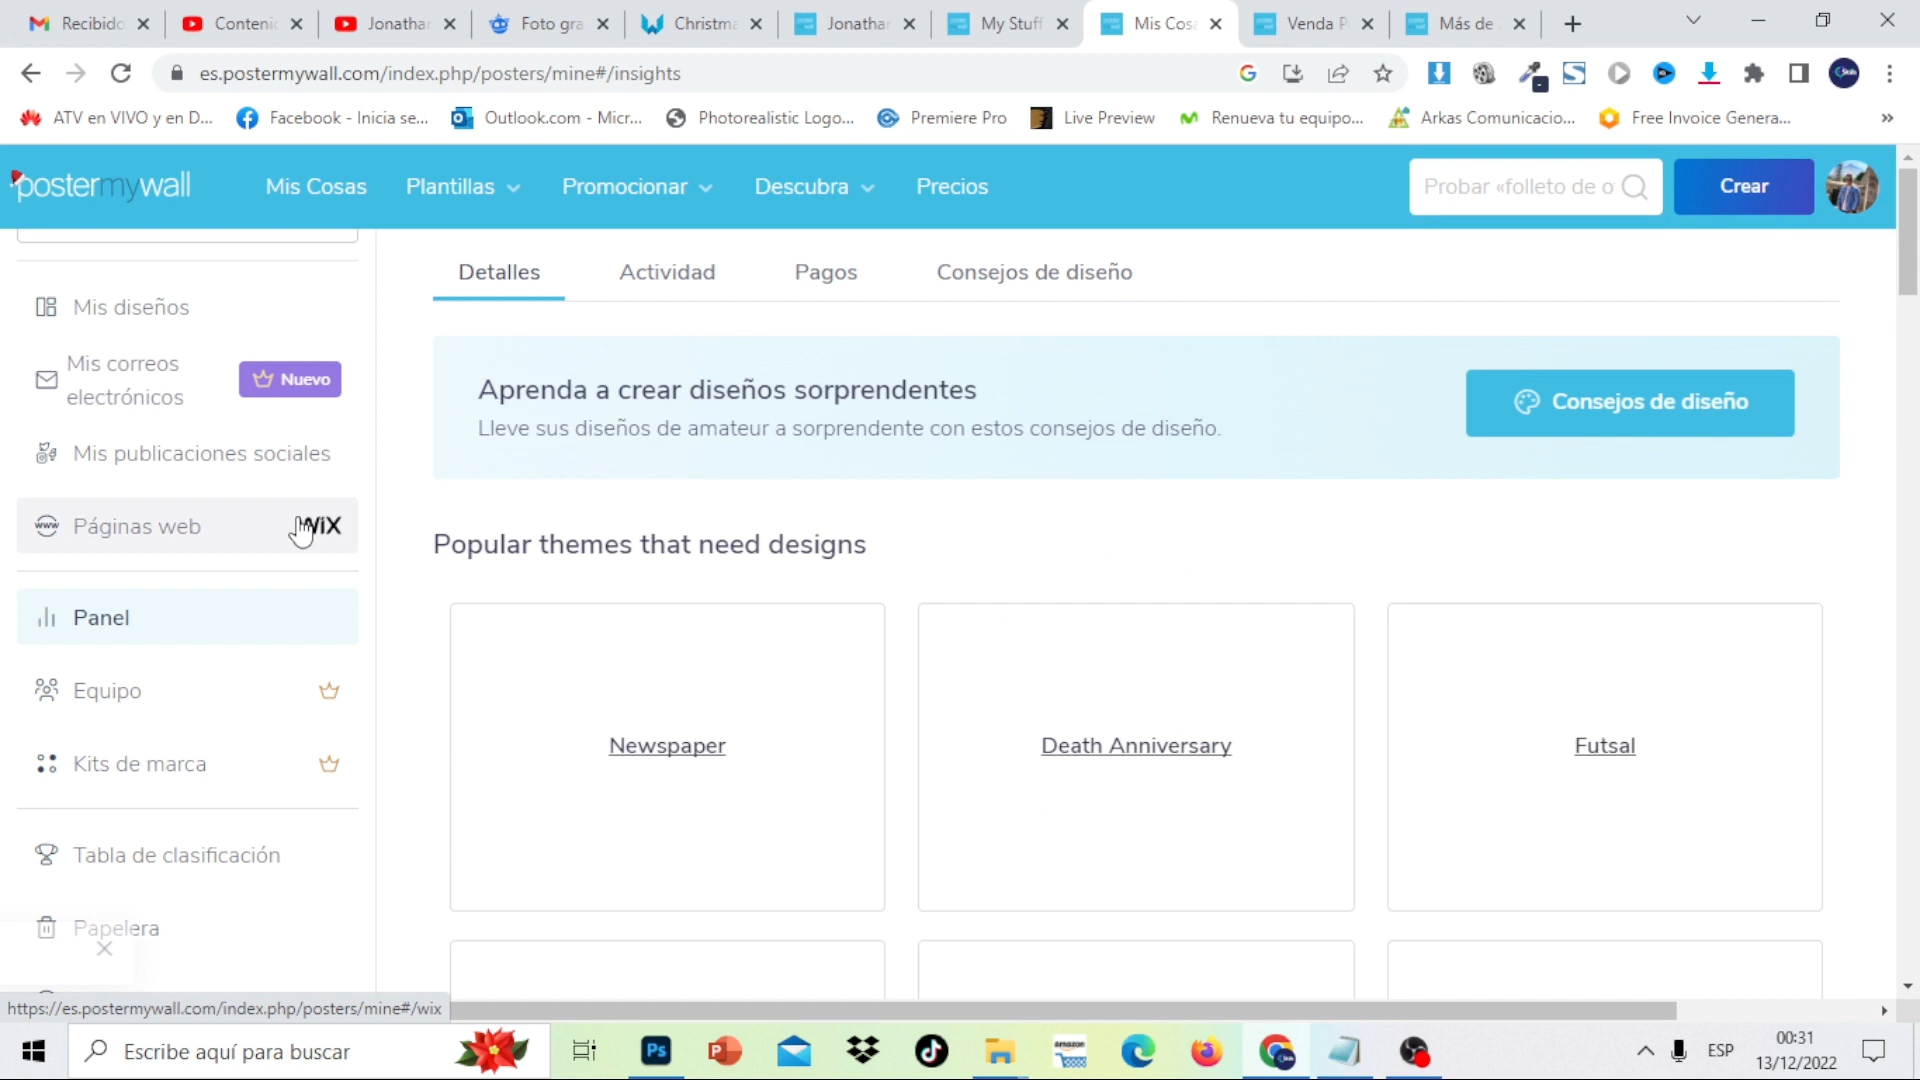 Recibido
Conteni
Jonathar
Foto gra
Christma
Jonathar
My Stuff
Mis Cosa
Venda P
Más de
es.postermywall.com/index.php/posters/mine#/insights
ATV en VIVO y en D...
Facebook - Inicia se...
Outlook.com - Micr...
Photorealistic Logo...
Premiere Pro
Live Preview
Renueva tu equipo...
Arkas Comunicacio...
Free Invoice Genera...
»
postermywall
Mis Cosas
Plantillas
Promocionar
Descubra
Precios
Probar «folleto de o
Crear
Mis diseños
Mis correos
electrónicos
Nuevo
Mis publicaciones sociales
Páginas web
WiX
Panel
Equipo
Kits de marca
Tabla de clasificación
Papelera
Detalles
Actividad
Pagos
Consejos de diseño
Aprenda a crear diseños sorprendentes
Lleve sus diseños de amateur a sorprendente con estos consejos de diseño.
Consejos de diseño
Popular themes that need designs
Newspaper
Death Anniversary
Futsal
https://es.postermywall.com/index.php/posters/mine#/wix
Escribe aquí para buscar
Ps
amazon
ESP
00:31
13/12/2022